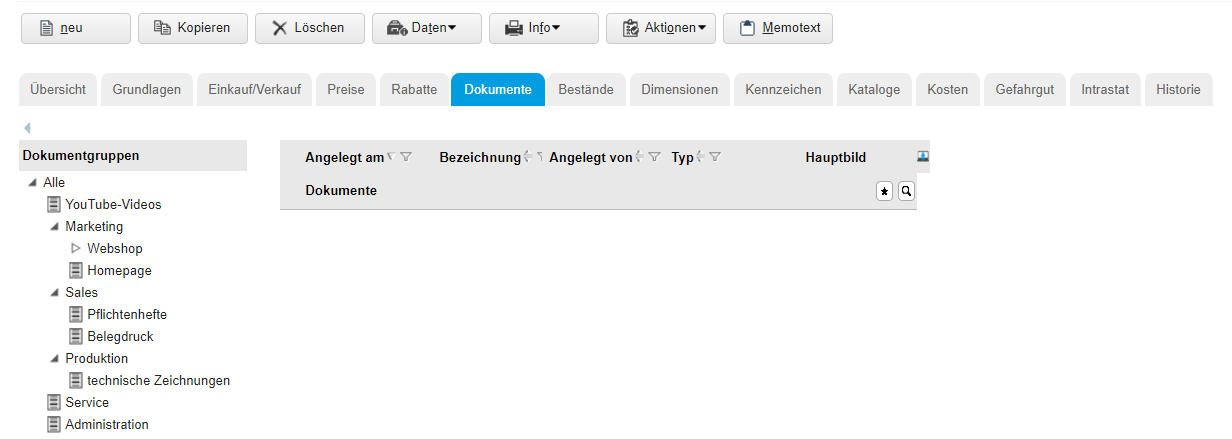 neu Kopieren Löschen Daten Info Aktionen Memotext
Übersicht Grundlagen Einkauf/Verkauf Preise Rabatte Dokumente Bestände Dimensionen Kennzeichen Kataloge Kosten Gefahrgut Intrastat Historie
Dokumentgruppen
Alle
YouTube-Videos
Marketing
Webshop
Homepage
Sales
Pflichtenhefte
Belegdruck
Produktion
technische Zeichnungen
Service
Administration
Angelegt am Bezeichnung Angelegt von Typ Hauptbild
Dokumente